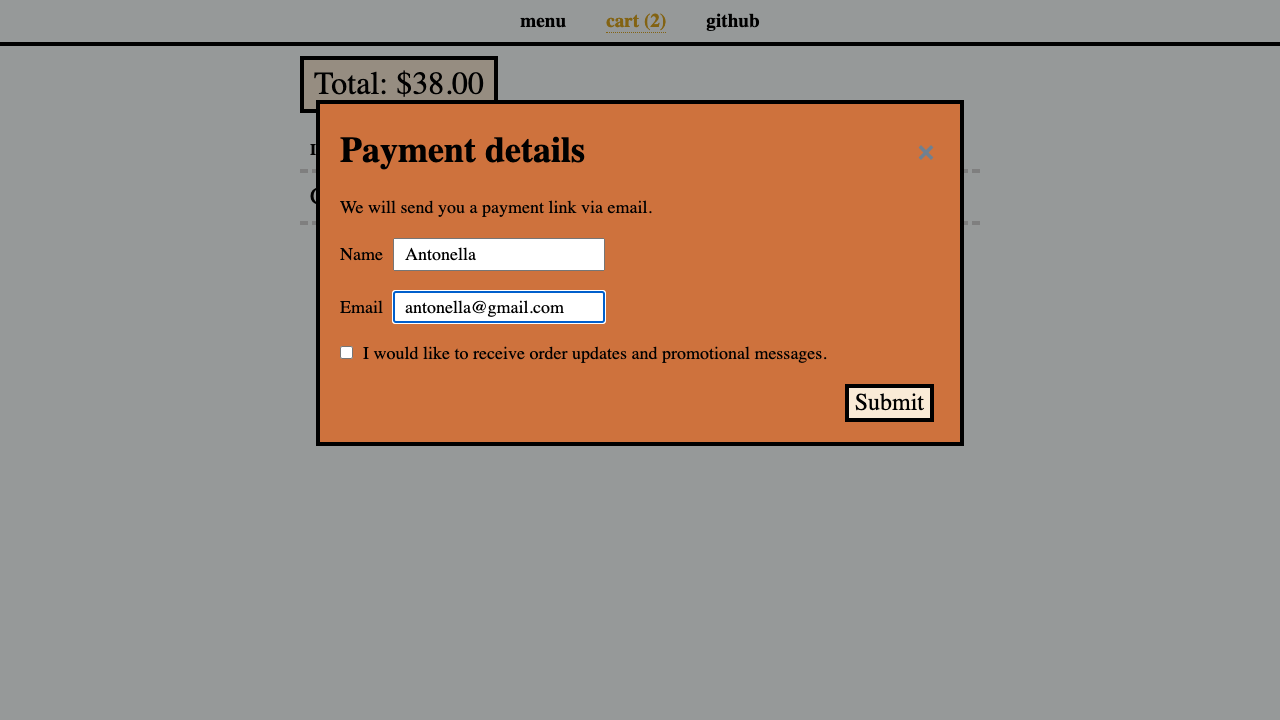 menu cart (2) github
Total: $38.00
Payment details
×
We will send you a payment link via email.
Name Antonella
Email antonella@gmail.com
I would like to receive order updates and promotional messages.
Submit